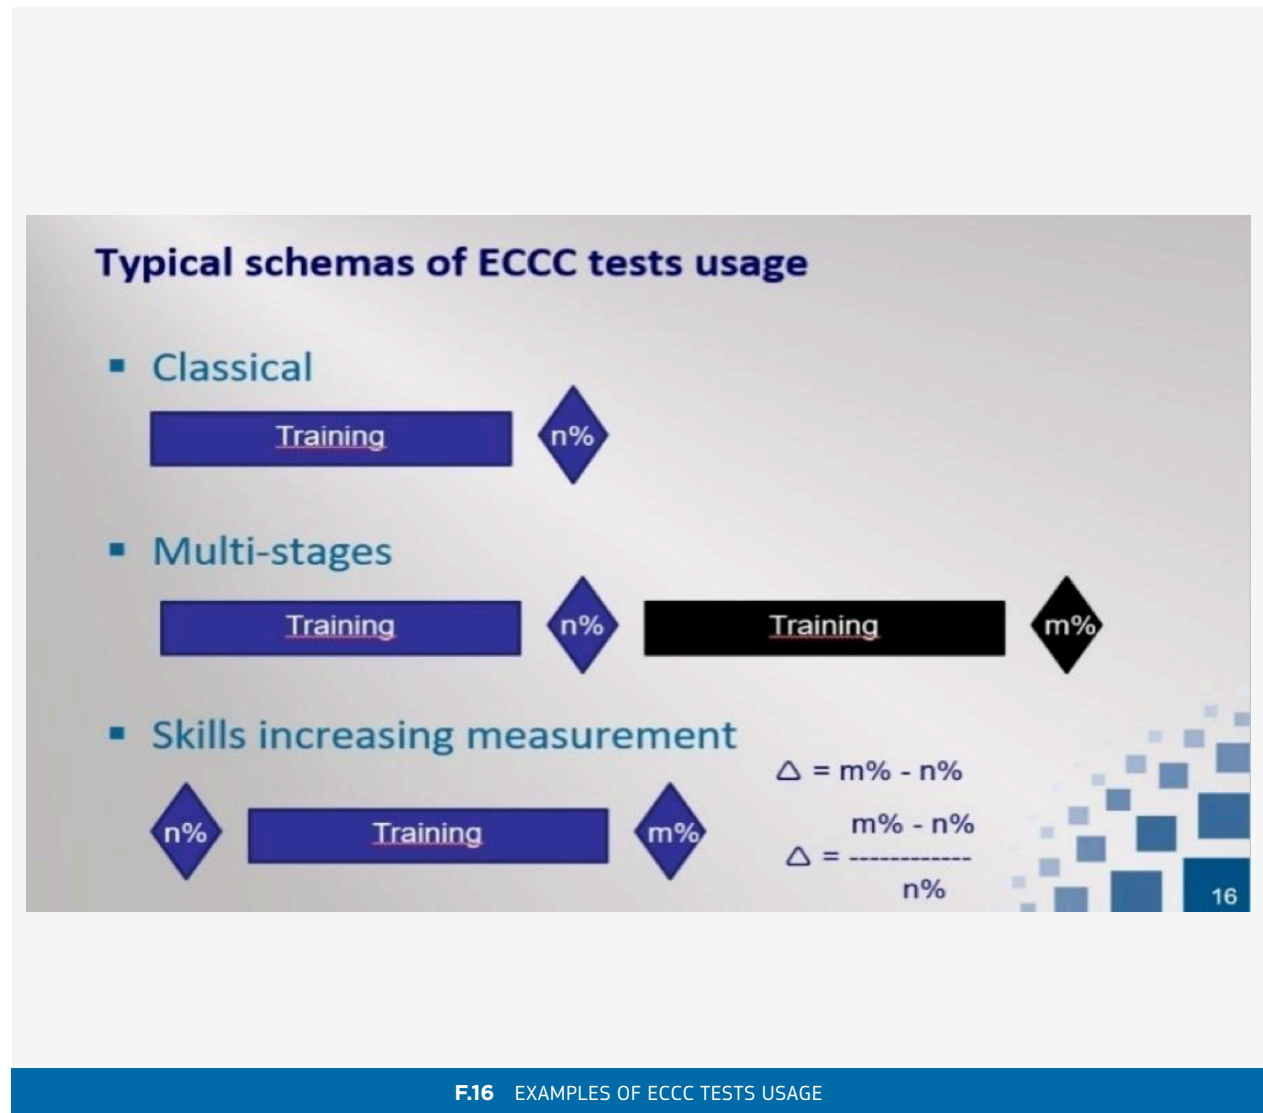 Typical schemas of ECCC tests usage
▪ Classical
Training n%
▪ Multi-stages
Training n% Training m%
▪ Skills increasing measurement
n% Training m%
△ = m% - n%
m% - n%
△ = ------------
n%
16
F.16 EXAMPLES OF ECCC TESTS USAGE